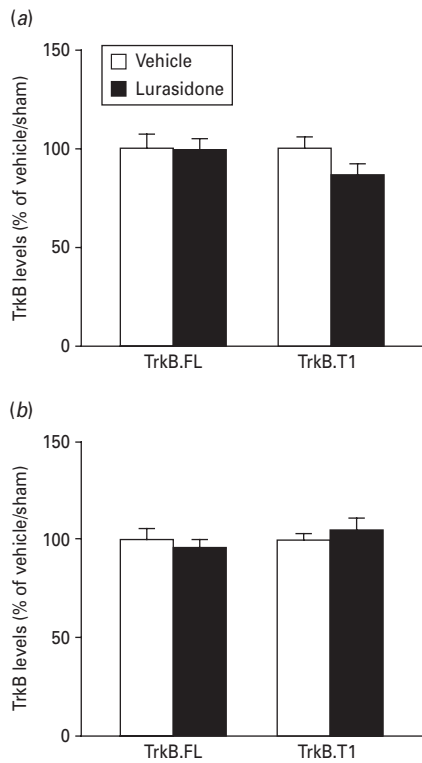 (a)
150
100
50
0
TrkB levels (% of vehicle/sham)
Vehicle
Lurasidone
TrkB.FL TrkB.T1
(b)
150
100
50
0
TrkB levels (% of vehicle/sham)
TrkB.FL TrkB.T1